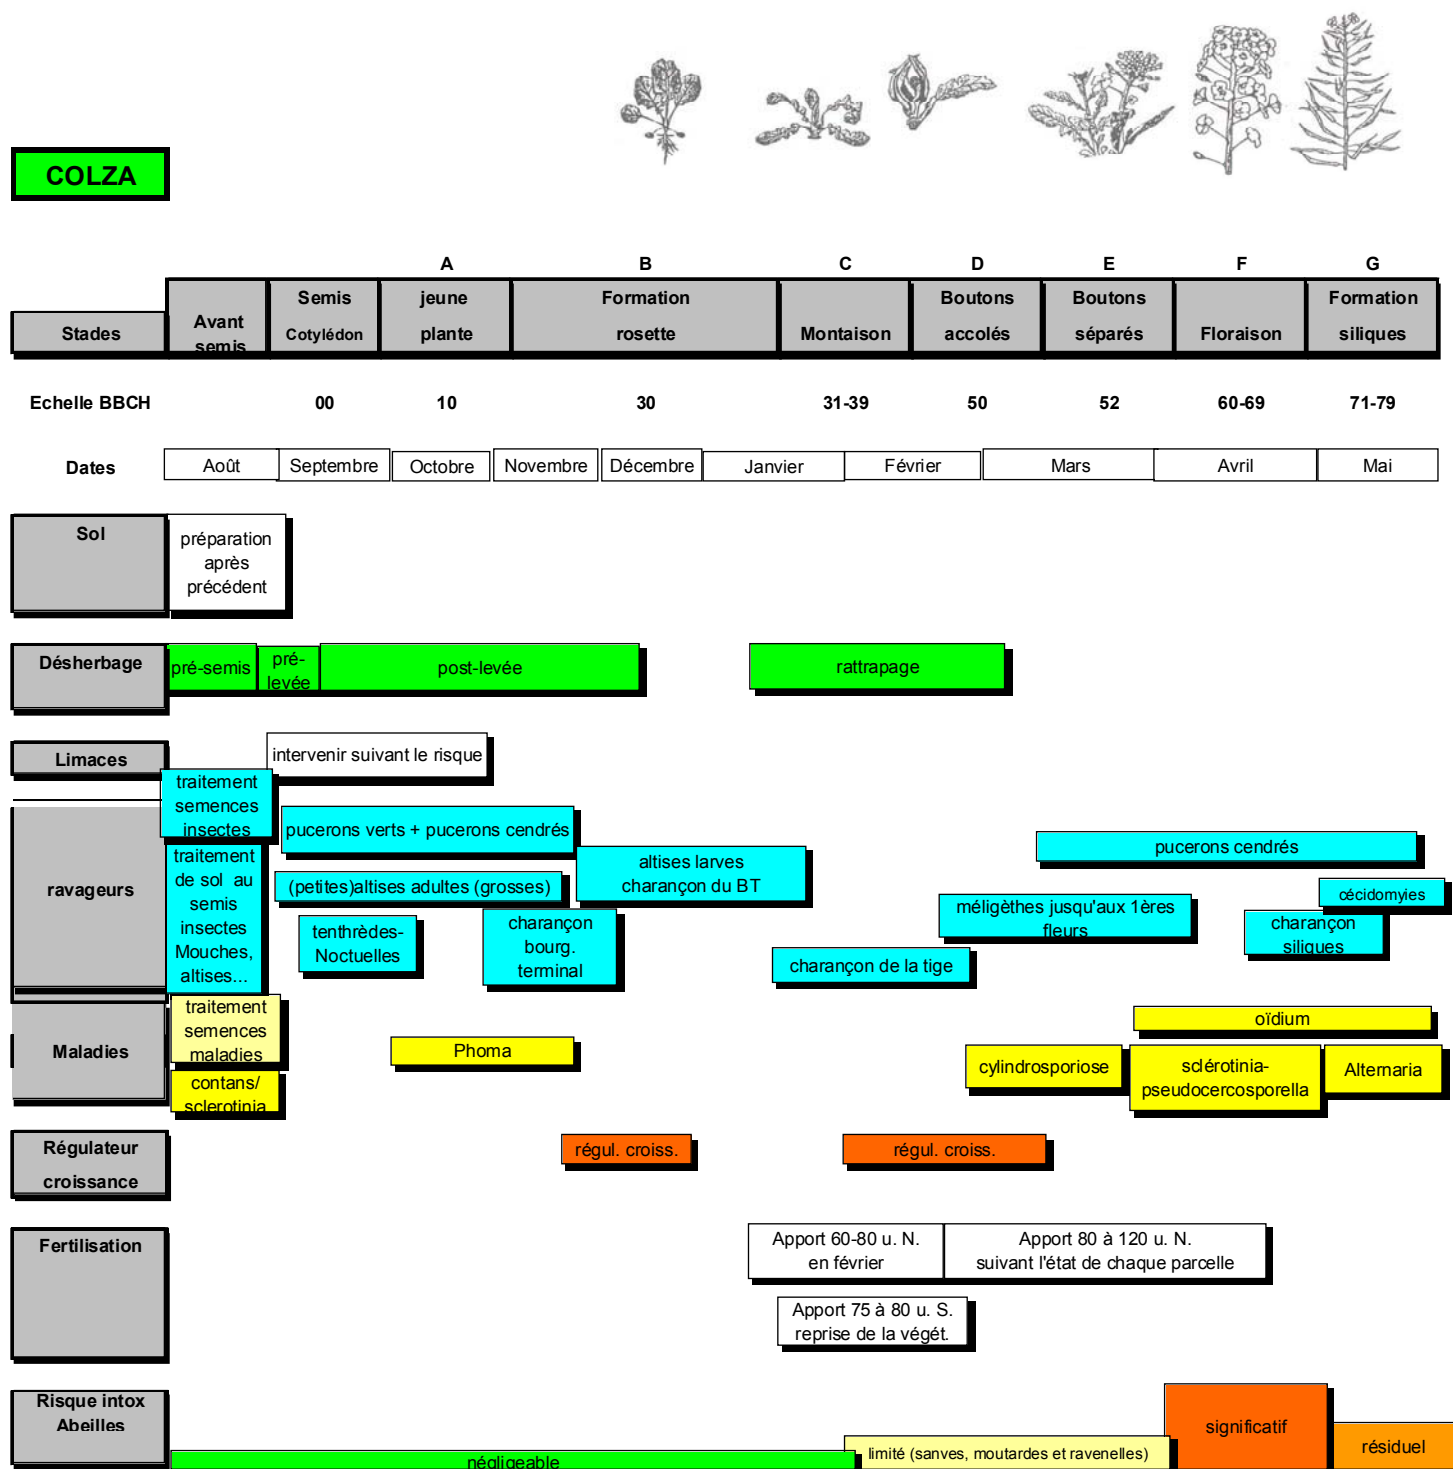 COLZA
A B C D E F G
Stades
Avant
semis
Semis
Cotylédon
jeune
plante
Formation
rosette
Montaison
Boutons
accolés
Boutons
séparés
Floraison
Formation
siliques
Echelle BBCH 00 10 30 31-39 50 52 60-69 71-79
Dates Août Septembre Octobre Novembre Décembre Janvier Février Mars Avril Mai
Sol
préparation
après
précédent
Désherbage
pré-semis
pré-
levée
post-levée
rattrapage
Limaces
intervenir suivant le risque
ravageurs
traitement
semences
insectes
traitement
de sol au
semis
insectes
Mouches,
altises...
pucerons verts + pucerons cendrés
(petites)altises adultes (grosses)
tenthrèdes-
Noctuelles
charançon
bourg.
terminal
altises larves
charançon du BT
charançon de la tige
méligèthes jusqu'aux 1ères
fleurs
pucerons cendrés
cécidomyies
charançon
siliques
Maladies
traitement
semences
maladies
contans/
sclerotinia
Phoma
cylindrosporiose
oïdium
sclérotinia-
pseudocercosporella
Alternaria
Régulateur
croissance
régul. croiss.
régul. croiss.
Fertilisation
Apport 60-80 u. N.
en février
Apport 80 à 120 u. N.
suivant l'état de chaque parcelle
Apport 75 à 80 u. S.
reprise de la végét.
Risque intox
Abeilles
négligeable
limité (sanves, moutardes et ravenelles)
significatif
résiduel